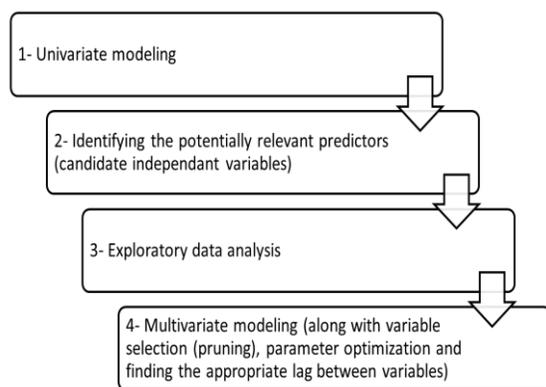 1- Univariate modeling
2- Identifying the potentially relevant predictors
(candidate independant variables)
3- Exploratory data analysis
4- Multivariate modeling (along with variable
selection (pruning), parameter optimization and
finding the appropriate lag between variables)